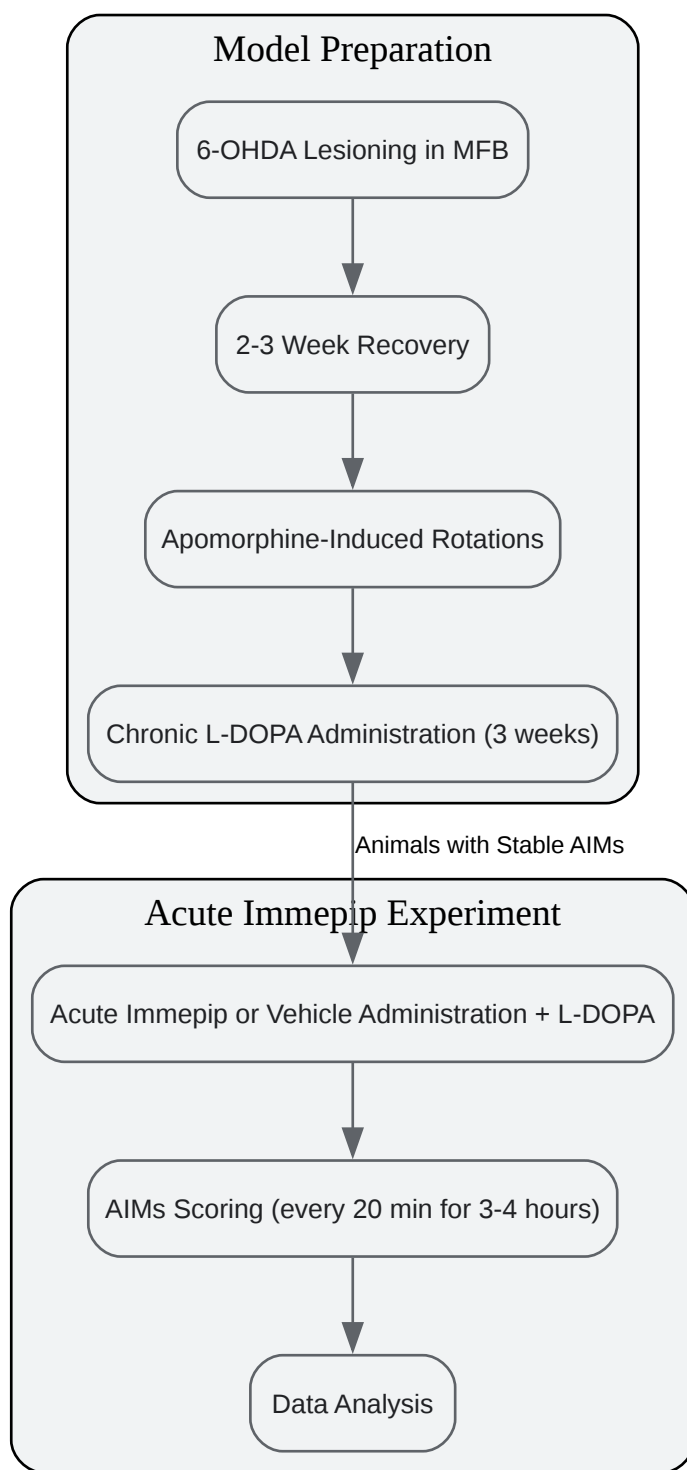 Model Preparation
6-OHDA Lesioning in MFB
2-3 Week Recovery
Apomorphine-Induced Rotations
Chronic L-DOPA Administration (3 weeks)
Animals with Stable AIMs
Acute Immepip Experiment
Acute Immepip or Vehicle Administration + L-DOPA
AIMs Scoring (every 20 min for 3-4 hours)
Data Analysis